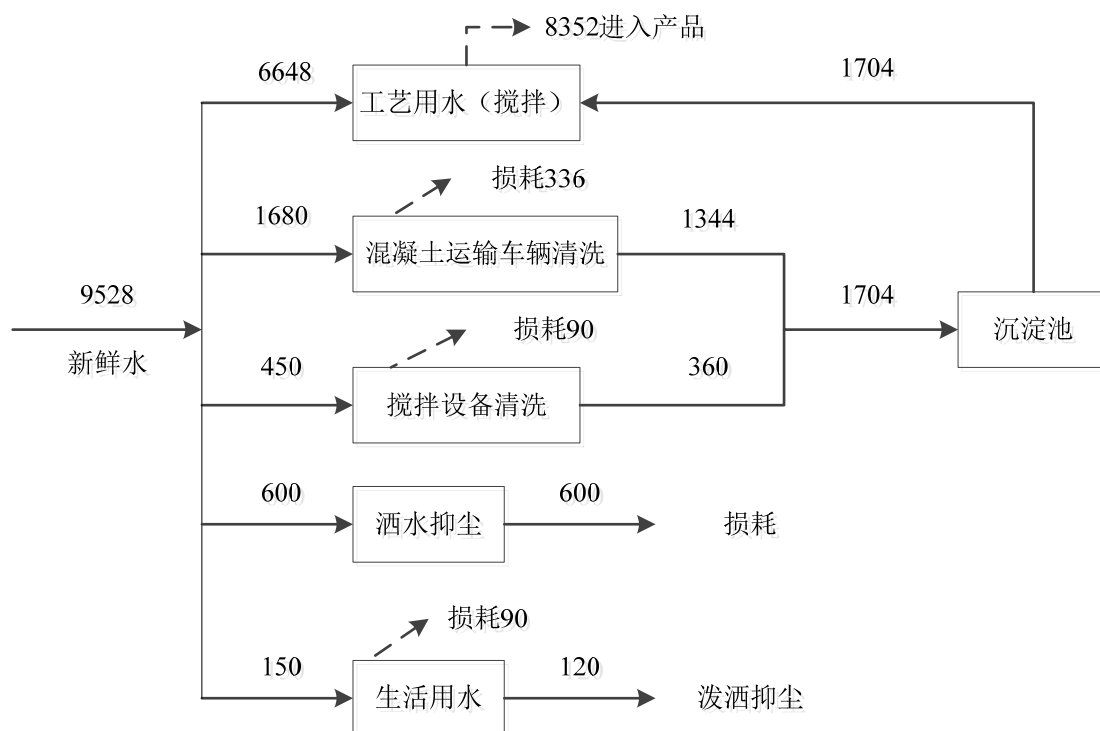 8352进入产品
6648
1704
工艺用水（搅拌）
损耗336
1680
1344
混凝土运输车辆清洗
9528
1704
新鲜水
损耗90
沉淀池
450
360
搅拌设备清洗
600
600
洒水抑尘
损耗
损耗90
150
120
生活用水
泼洒抑尘